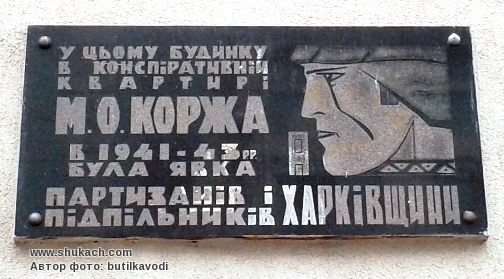 У ЦЬОМУ БУДИНКУ
В КОНСПІРАТИВНІЙ
КВАРТИРІ
М.О. КОРЖА
В 1941-43 РР.
БУЛА ЯВКА
ПАРТИЗАНІВ І
ПІДПІЛЬНИКІВ ХАРКІВЩИНИ
www.shukach.com
Автор фото: butilkavodi